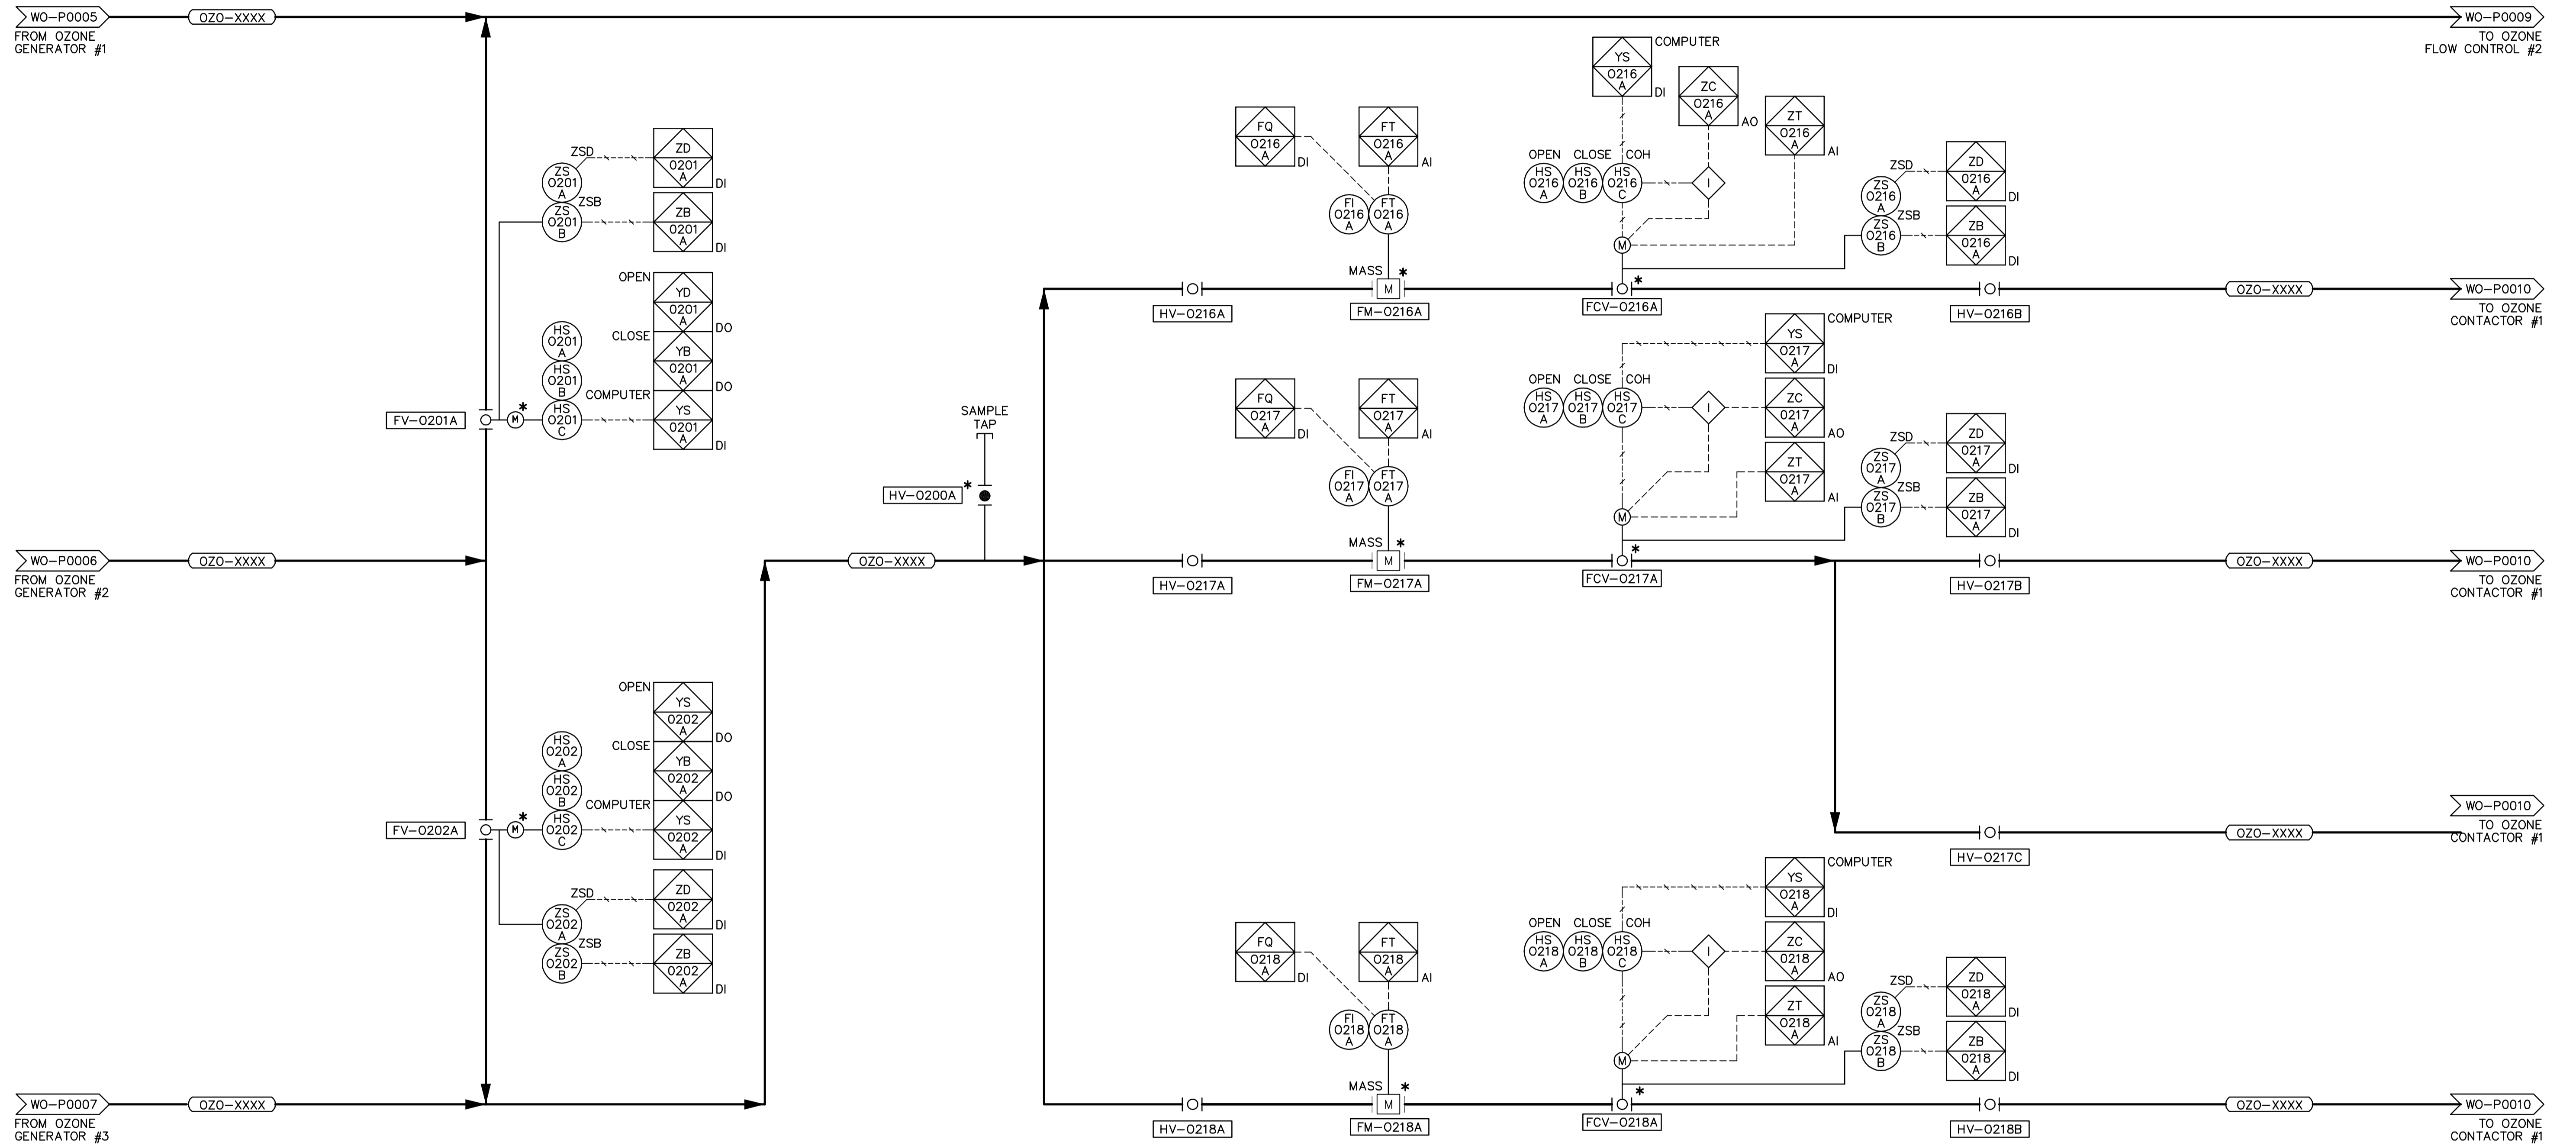 WO-P0005
OZO-XXXX
FROM OZONE
GENERATOR #1
WO-P0009
TO OZONE
FLOW CONTROL #2
ZSD
ZS
0201
A
ZD
0201
A
DI
ZSB
ZS
0201
B
ZB
0201
A
DI
OPEN
YD
0201
A
DO
HS
0201
A
CLOSE
YB
0201
A
DO
HS
0201
B
COMPUTER
HS
0201
C
YS
0201
A
DI
FV-0201A
M
*
WO-P0006
OZO-XXXX
FROM OZONE
GENERATOR #2
OPEN
YS
0202
A
DO
HS
0202
A
CLOSE
YB
0202
A
DO
HS
0202
B
COMPUTER
HS
0202
C
YS
0202
A
DI
FV-0202A
M
*
ZSD
ZS
0202
A
ZD
0202
A
DI
ZSB
ZS
0202
B
ZB
0202
A
DI
WO-P0007
OZO-XXXX
FROM OZONE
GENERATOR #3
SAMPLE
TAP
HV-0200A
*
OZO-XXXX
FQ
0216
A
DI
FT
0216
A
AI
FI
0216
A
FT
0216
A
MASS
*
M
HV-0216A
FM-0216A
COMPUTER
YS
0216
A
DI
ZC
0216
A
AO
ZT
0216
A
AI
OPEN CLOSE COH
HS
0216
A
HS
0216
B
HS
0216
C
I
M
*
FCV-0216A
ZSD
ZS
0216
A
ZD
0216
A
DI
ZSB
ZS
0216
B
ZB
0216
A
DI
HV-0216B
OZO-XXXX
WO-P0010
TO OZONE
CONTACTOR #1
FQ
0217
A
DI
FT
0217
A
AI
FI
0217
A
FT
0217
A
MASS
*
M
HV-0217A
FM-0217A
COMPUTER
YS
0217
A
DI
OPEN CLOSE COH
HS
0217
A
HS
0217
B
HS
0217
C
I
ZC
0217
A
AO
ZT
0217
A
AI
M
*
FCV-0217A
ZSD
ZS
0217
A
ZD
0217
A
DI
ZSB
ZS
0217
B
ZB
0217
A
DI
HV-0217B
OZO-XXXX
WO-P0010
TO OZONE
CONTACTOR #1
HV-0217C
OZO-XXXX
WO-P0010
TO OZONE
CONTACTOR #1
FQ
0218
A
DI
FT
0218
A
AI
FI
0218
A
FT
0218
A
MASS
*
M
HV-0218A
FM-0218A
COMPUTER
YS
0218
A
DI
OPEN CLOSE COH
HS
0218
A
HS
0218
B
HS
0218
C
I
ZC
0218
A
AO
ZT
0218
A
AI
M
*
FCV-0218A
ZSD
ZS
0218
A
ZD
0218
A
DI
ZSB
ZS
0218
B
ZB
0218
A
DI
HV-0218B
OZO-XXXX
WO-P0010
TO OZONE
CONTACTOR #1